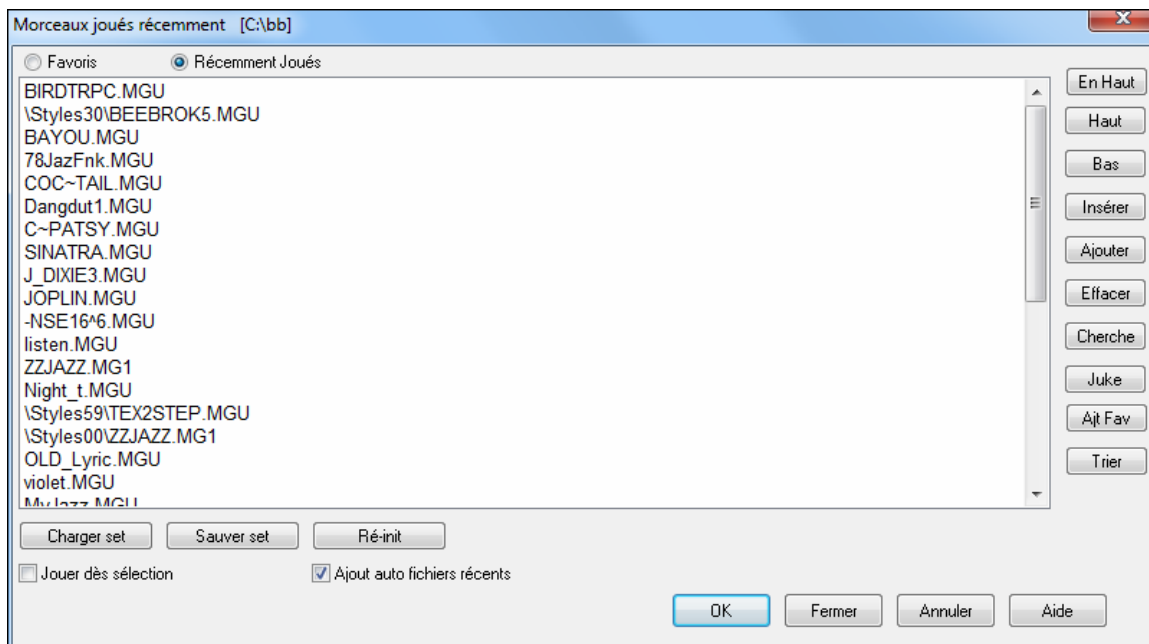 Morceaux joués récemment [C:\bb]
Favoris Récemment Joués
BIRDTRPC.MGU
\Styles30\BEEBROK5.MGU
BAYOU.MGU
78JazFnk.MGU
COC~TAIL.MGU
Dangdut1.MGU
C~PATSY.MGU
SINATRA.MGU
J_DIXIE3.MGU
JOPLIN.MGU
-NSE16^6.MGU
listen.MGU
ZZJAZZ.MG1
Night_t.MGU
\Styles59\TEX2STEP.MGU
\Styles00\ZZJAZZ.MG1
OLD_Lyric.MGU
violet.MGU
MyJazz.MGU
En Haut
Haut
Bas
Insérer
Ajouter
Effacer
Cherche
Juke
Ajt Fav
Trier
Charger set Sauver set Ré-init
Jouer dès sélection Ajout auto fichiers récents
OK Fermer Annuler Aide